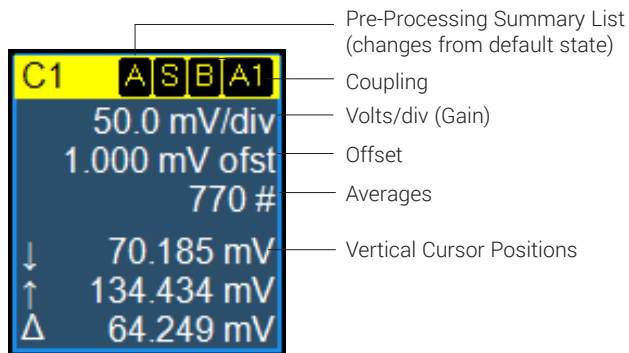 Pre-Processing Summary List
(changes from default state)
C1 A S B A1
Coupling
50.0 mV/div
Volts/div (Gain)
1.000 mV ofst
Offset
770 #
Averages
↓ 70.185 mV
Vertical Cursor Positions
↑ 134.434 mV
Δ 64.249 mV